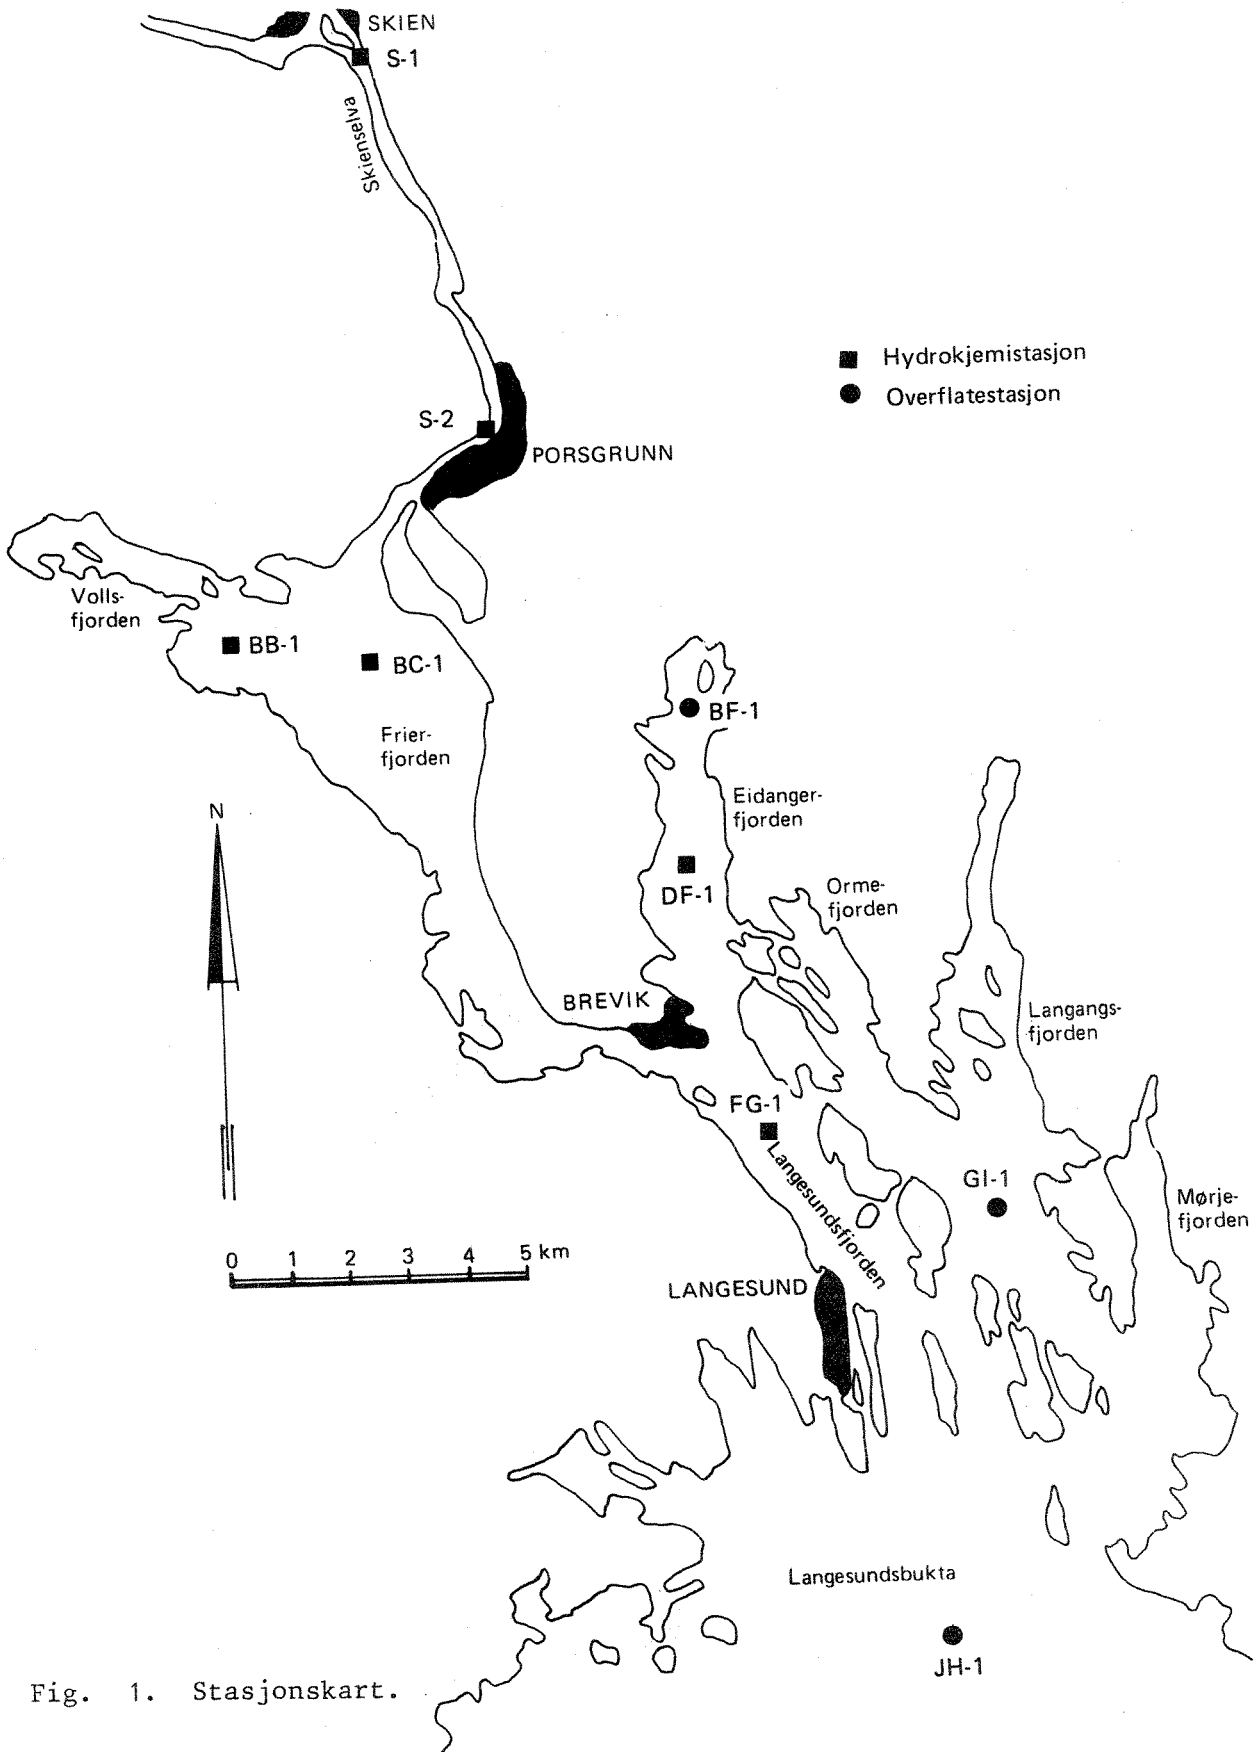 SKIEN
S-1
Skienselva
Hydrokjemistasjon
Overflatestasjon
S-2
PORSGRUNN
Volls-
fjorden
BB-1
BC-1
BF-1
Frier-
fjorden
Eidanger-
fjorden
N
DF-1
Orme-
fjorden
BREVIK
Langangs-
fjorden
FG-1
Langesundsfjorden
GI-1
Mørje-
fjorden
0 1 2 3 4 5 km
LANGESUND
Langesundsbukta
JH-1
Fig. 1. Stasjonskart.